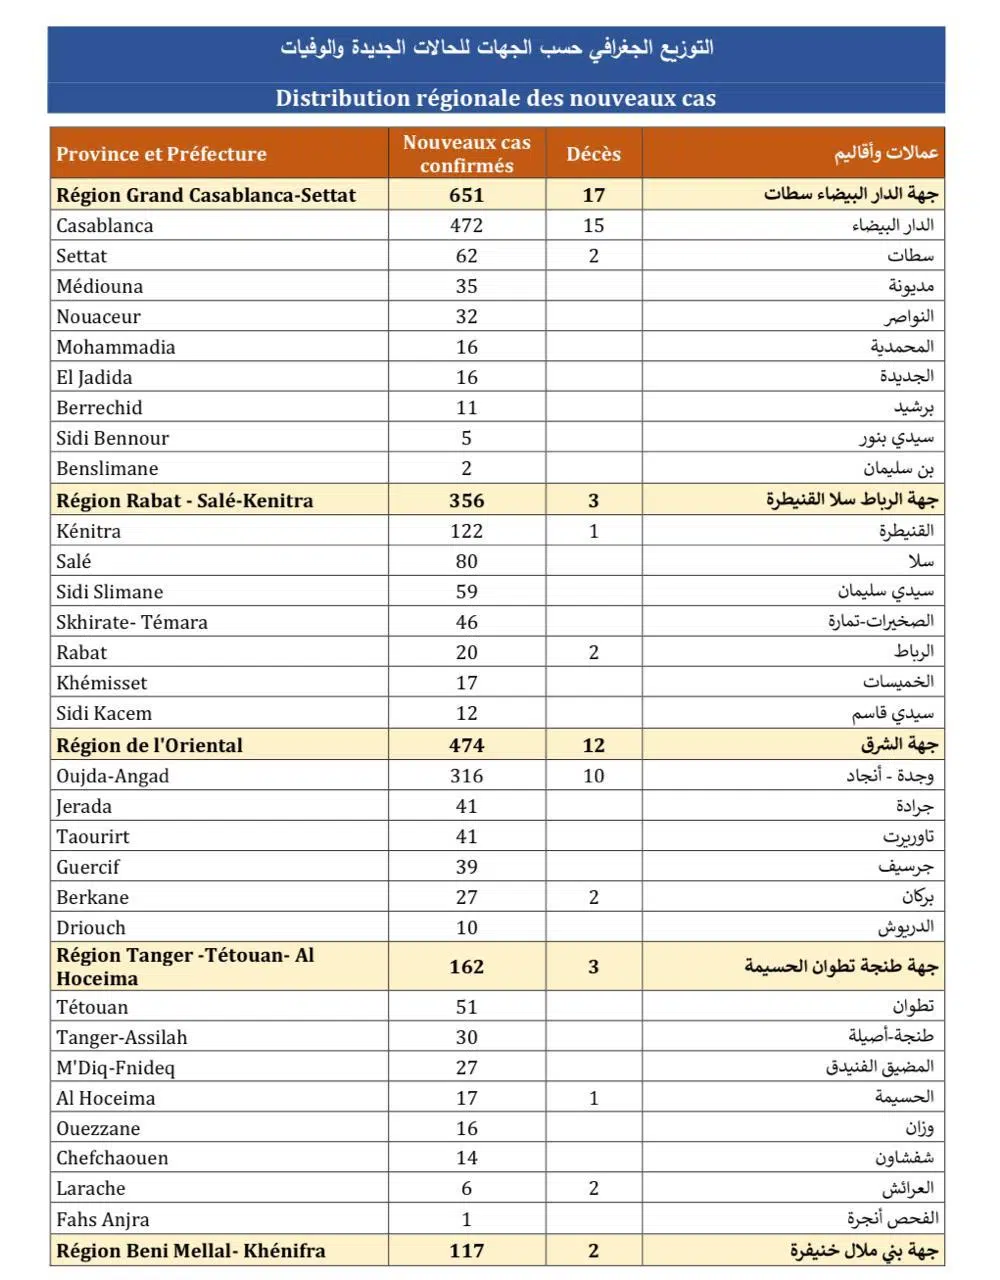 التوزيع الجغرافي حسب الجهات للحالات الجديدة والوفيات
Distribution régionale des nouveaux cas
Province et Préfecture Nouveaux cas confirmés Décès عمالات وأقاليم
Région Grand Casablanca-Settat 651 17 جهة الدار البيضاء سطات
Casablanca 472 15 الدار البيضاء
Settat 62 2 سطات
Médiouna 35 مديونة
Nouaceur 32 النواصر
Mohammadia 16 المحمدية
El Jadida 16 الجديدة
Berrechid 11 برشيد
Sidi Bennour 5 سيدي بنور
Benslimane 2 بن سليمان
Région Rabat - Salé-Kenitra 356 3 جهة الرباط سلا القنيطرة
Kénitra 122 1 القنيطرة
Salé 80 سلا
Sidi Slimane 59 سيدي سليمان
Skhirate- Témara 46 الصخيرات-تمارة
Rabat 20 2 الرباط
Khémisset 17 الخميسات
Sidi Kacem 12 سيدي قاسم
Région de l'Oriental 474 12 جهة الشرق
Oujda-Angad 316 10 وجدة - أنجاد
Jerada 41 جرادة
Taourirt 41 تاوريرت
Guercif 39 جرسيف
Berkane 27 2 بركان
Driouch 10 الدريوش
Région Tanger -Tétouan- Al Hoceima 162 3 جهة طنجة تطوان الحسيمة
Tétouan 51 تطوان
Tanger-Assilah 30 طنجة-أصيلة
M'Diq-Fnideq 27 المضيق الفنيدق
Al Hoceima 17 1 الحسيمة
Ouezzane 16 وزان
Chefchaouen 14 شفشاون
Larache 6 2 العرائش
Fahs Anjra 1 الفحص أنجرة
Région Beni Mellal- Khénifra 117 2 جهة بني ملال خنيفرة